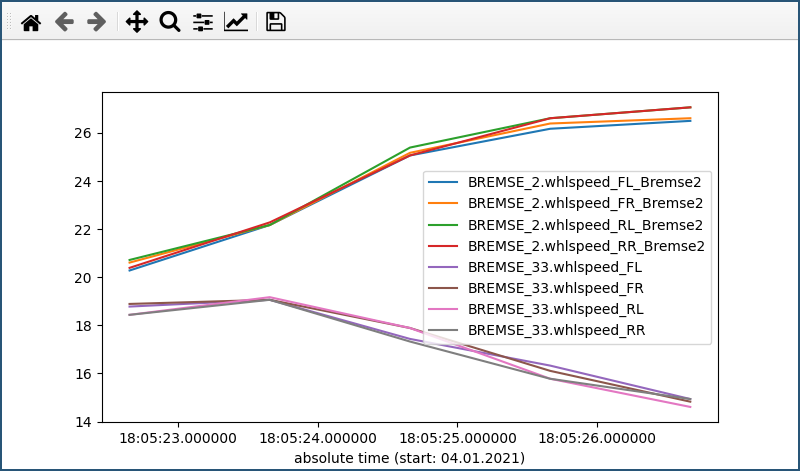 26
24
22
20
18
16
14
BREMSE_2.whlspeed_FL_Bremse2
BREMSE_2.whlspeed_FR_Bremse2
BREMSE_2.whlspeed_RL_Bremse2
BREMSE_2.whlspeed_RR_Bremse2
BREMSE_33.whlspeed_FL
BREMSE_33.whlspeed_FR
BREMSE_33.whlspeed_RL
BREMSE_33.whlspeed_RR
18:05:23.000000 18:05:24.000000 18:05:25.000000 18:05:26.000000
absolute time (start: 04.01.2021)